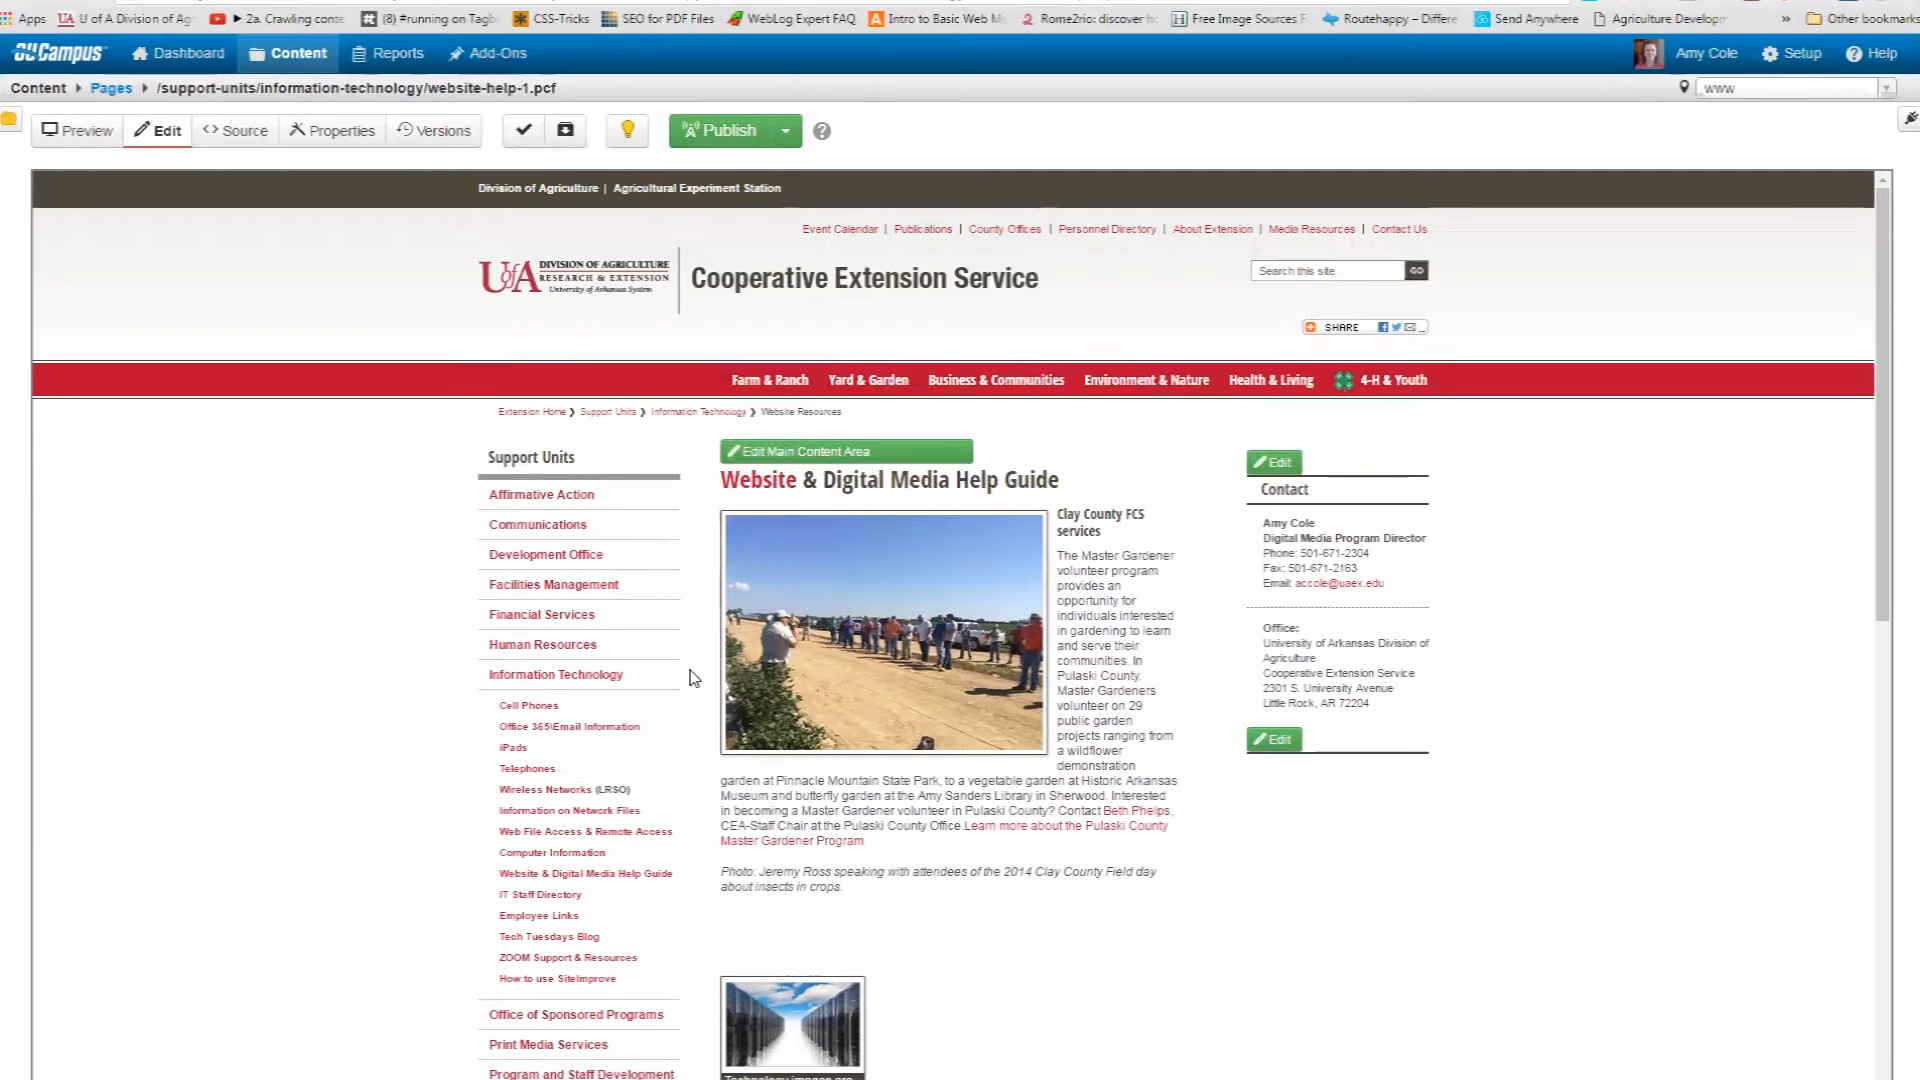 Apps
U of A Division of Ag
2a. Crawling conte
(8) #running on Tagb
CSS-Tricks
SEO for PDF Files
WebLog Expert FAQ
Intro to Basic Web M
Rome2rio: discover h
Free Image Sources F
Routehappy – Differe
Send Anywhere
Agriculture Developm
»
Other bookmarks
OU Campus
Dashboard
Content
Reports
Add-Ons
Amy Cole
Setup
Help
Content
Pages
/support-units/information-technology/website-help-1.pcf
www
Preview
Edit
Source
Properties
Versions
Publish
Division of Agriculture | Agricultural Experiment Station
Event Calendar | Publications | County Offices | Personnel Directory | About Extension | Media Resources | Contact Us
UofA
DIVISION OF AGRICULTURE
RESEARCH & EXTENSION
University of Arkansas System
Cooperative Extension Service
Search this site
GO
SHARE
Farm & Ranch
Yard & Garden
Business & Communities
Environment & Nature
Health & Living
4-H & Youth
Extension Home ❯ Support Units ❯ Information Technology ❯ Website Resources
Support Units
Affirmative Action
Communications
Development Office
Facilities Management
Financial Services
Human Resources
Information Technology
Cell Phones
Office 365\Email Information
iPads
Telephones
Wireless Networks (LRSO)
Information on Network Files
Web File Access & Remote Access
Computer Information
Website & Digital Media Help Guide
IT Staff Directory
Employee Links
Tech Tuesdays Blog
ZOOM Support & Resources
How to use SiteImprove
Office of Sponsored Programs
Print Media Services
Program and Staff Development
Edit Main Content Area
Website & Digital Media Help Guide
Clay County FCS
services
The Master Gardener
volunteer program
provides an
opportunity for
individuals interested
in gardening to learn
and serve their
communities. In
Pulaski County,
Master Gardeners
volunteer on 29
public garden
projects ranging from
a wildflower
demonstration
garden at Pinnacle Mountain State Park, to a vegetable garden at Historic Arkansas
Museum and butterfly garden at the Amy Sanders Library in Sherwood. Interested
in becoming a Master Gardener volunteer in Pulaski County? Contact Beth Phelps,
CEA-Staff Chair at the Pulaski County Office.Learn more about the Pulaski County
Master Gardener Program
Photo: Jeremy Ross speaking with attendees of the 2014 Clay County Field day
about insects in crops.
Technology images are
Edit
Contact
Amy Cole
Digital Media Program Director
Phone: 501-671-2304
Fax: 501-671-2163
Email: accole@uaex.edu
Office:
University of Arkansas Division of
Agriculture
Cooperative Extension Service
2301 S. University Avenue
Little Rock, AR 72204
Edit